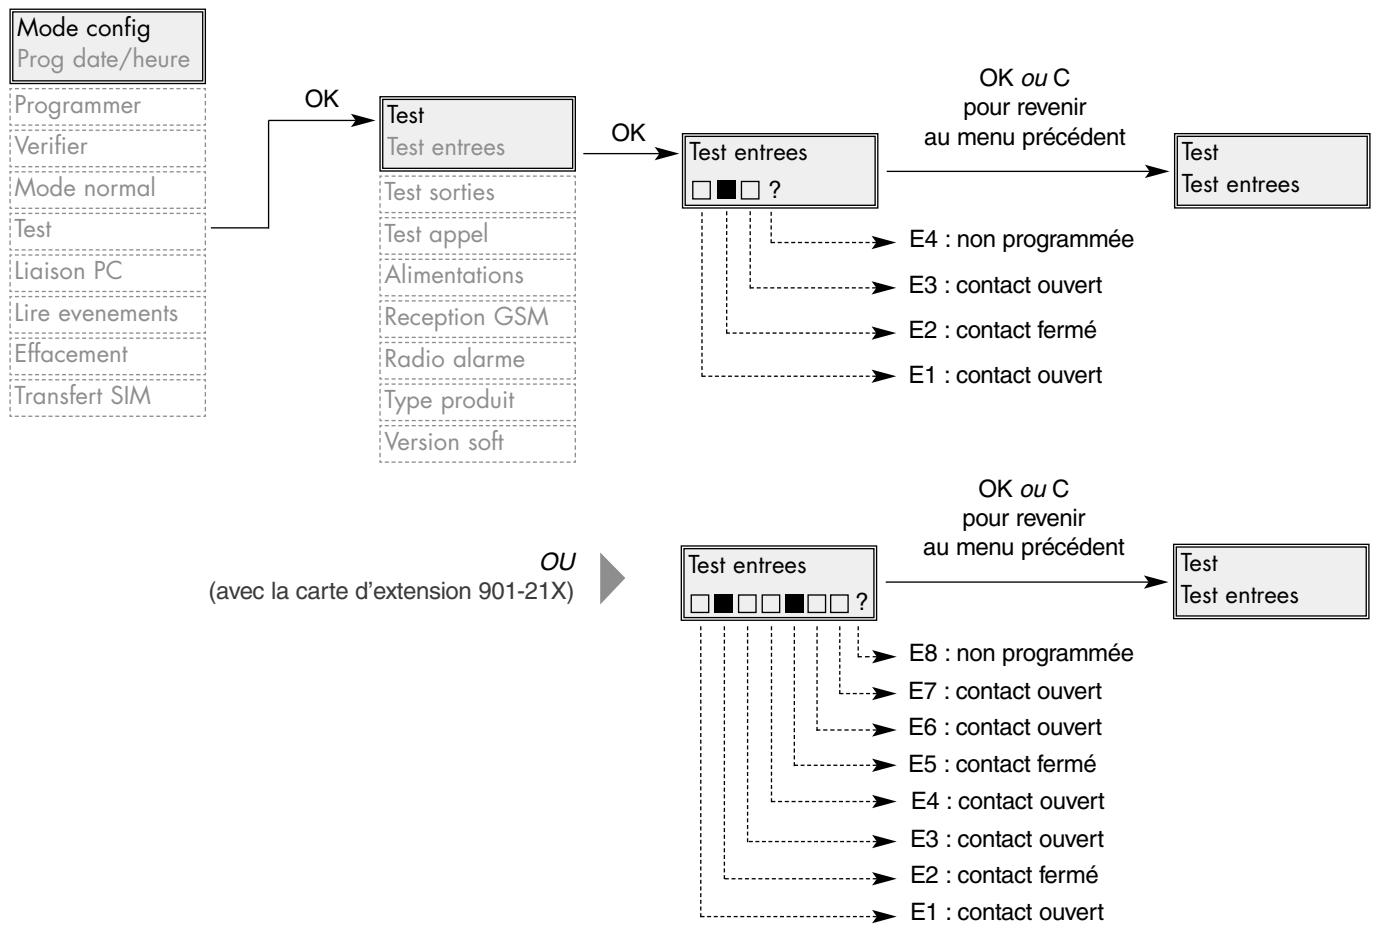 Mode config
Prog date/heure
Programmer
Verifier
Mode normal
Test
Liaison PC
Lire evenements
Effacement
Transfert SIM
OK
Test
Test entrees
Test sorties
Test appel
Alimentations
Reception GSM
Radio alarme
Type produit
Version soft
OK
Test entrees
?
OK ou C
pour revenir
au menu précédent
Test
Test entrees
E4 : non programmée
E3 : contact ouvert
E2 : contact fermé
E1 : contact ouvert
OU
(avec la carte d'extension 901-21X)
Test entrees
?
OK ou C
pour revenir
au menu précédent
Test
Test entrees
E8 : non programmée
E7 : contact ouvert
E6 : contact ouvert
E5 : contact fermé
E4 : contact ouvert
E3 : contact ouvert
E2 : contact fermé
E1 : contact ouvert